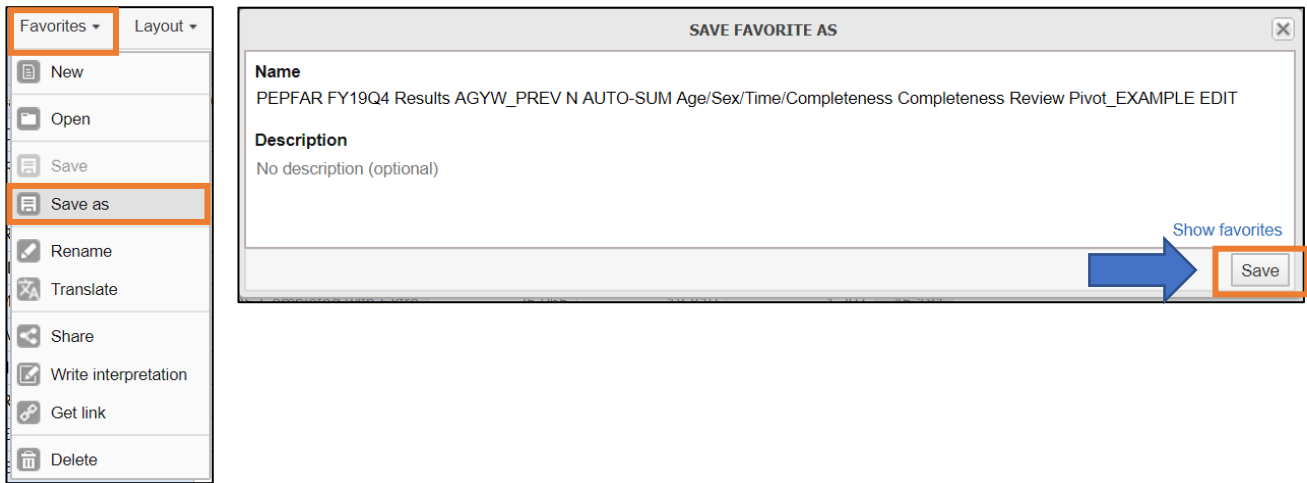 Favorites Layout
New
Open
Save
Save as
Rename
Translate
Share
Write interpretation
Get link
Delete
SAVE FAVORITE AS
Name
PEPFAR FY19Q4 Results AGYW_PREV N AUTO-SUM Age/Sex/Time/Completeness Completeness Review Pivot_EXAMPLE EDIT
Description
No description (optional)
Show favorites
Save